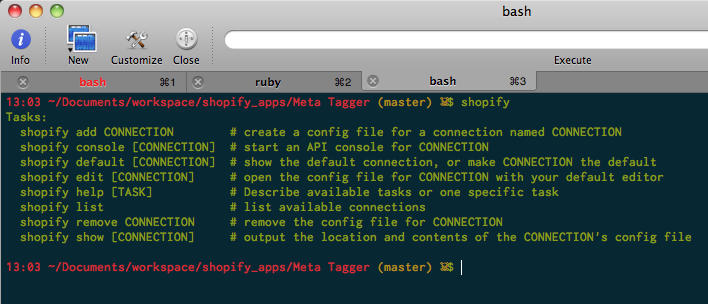 bash
Info
New
Customize
Close
Execute
bash ⌘1
ruby ⌘2
bash ⌘3
13:03 ~/Documents/workspace/shopify_apps/Meta Tagger (master) $ shopify
Tasks:
shopify add CONNECTION # create a config file for a connection named CONNECTION
shopify console [CONNECTION] # start an API console for CONNECTION
shopify default [CONNECTION] # show the default connection, or make CONNECTION the default
shopify edit [CONNECTION] # open the config file for CONNECTION with your default editor
shopify help [TASK] # Describe available tasks or one specific task
shopify list # list available connections
shopify remove CONNECTION # remove the config file for CONNECTION
shopify show [CONNECTION] # output the location and contents of the CONNECTION's config file
13:03 ~/Documents/workspace/shopify_apps/Meta Tagger (master) $